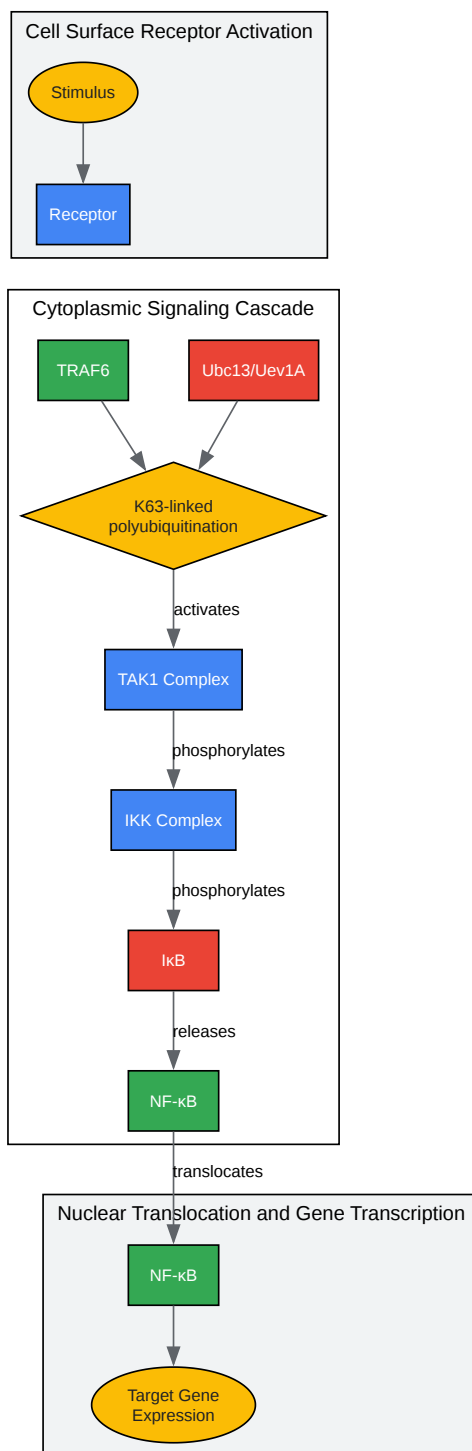 Cell Surface Receptor Activation
Stimulus
Receptor
Cytoplasmic Signaling Cascade
TRAF6
Ubc13/Uev1A
K63-linked
polyubiquitination
activates
TAK1 Complex
phosphorylates
IKK Complex
phosphorylates
IκB
releases
NF-κB
translocates
Nuclear Translocation and Gene Transcription
NF-κB
Target Gene
Expression